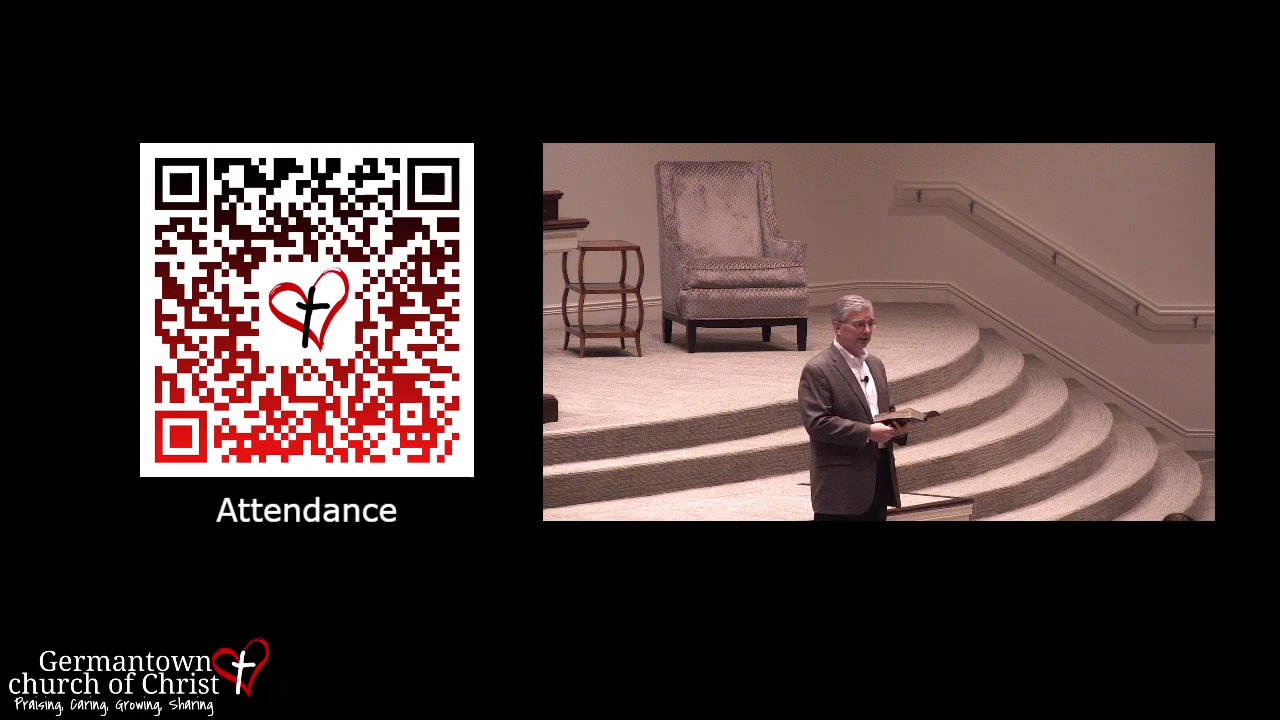 Attendance
Germantown
church of Christ
Praising, Caring, Growing, Sharing